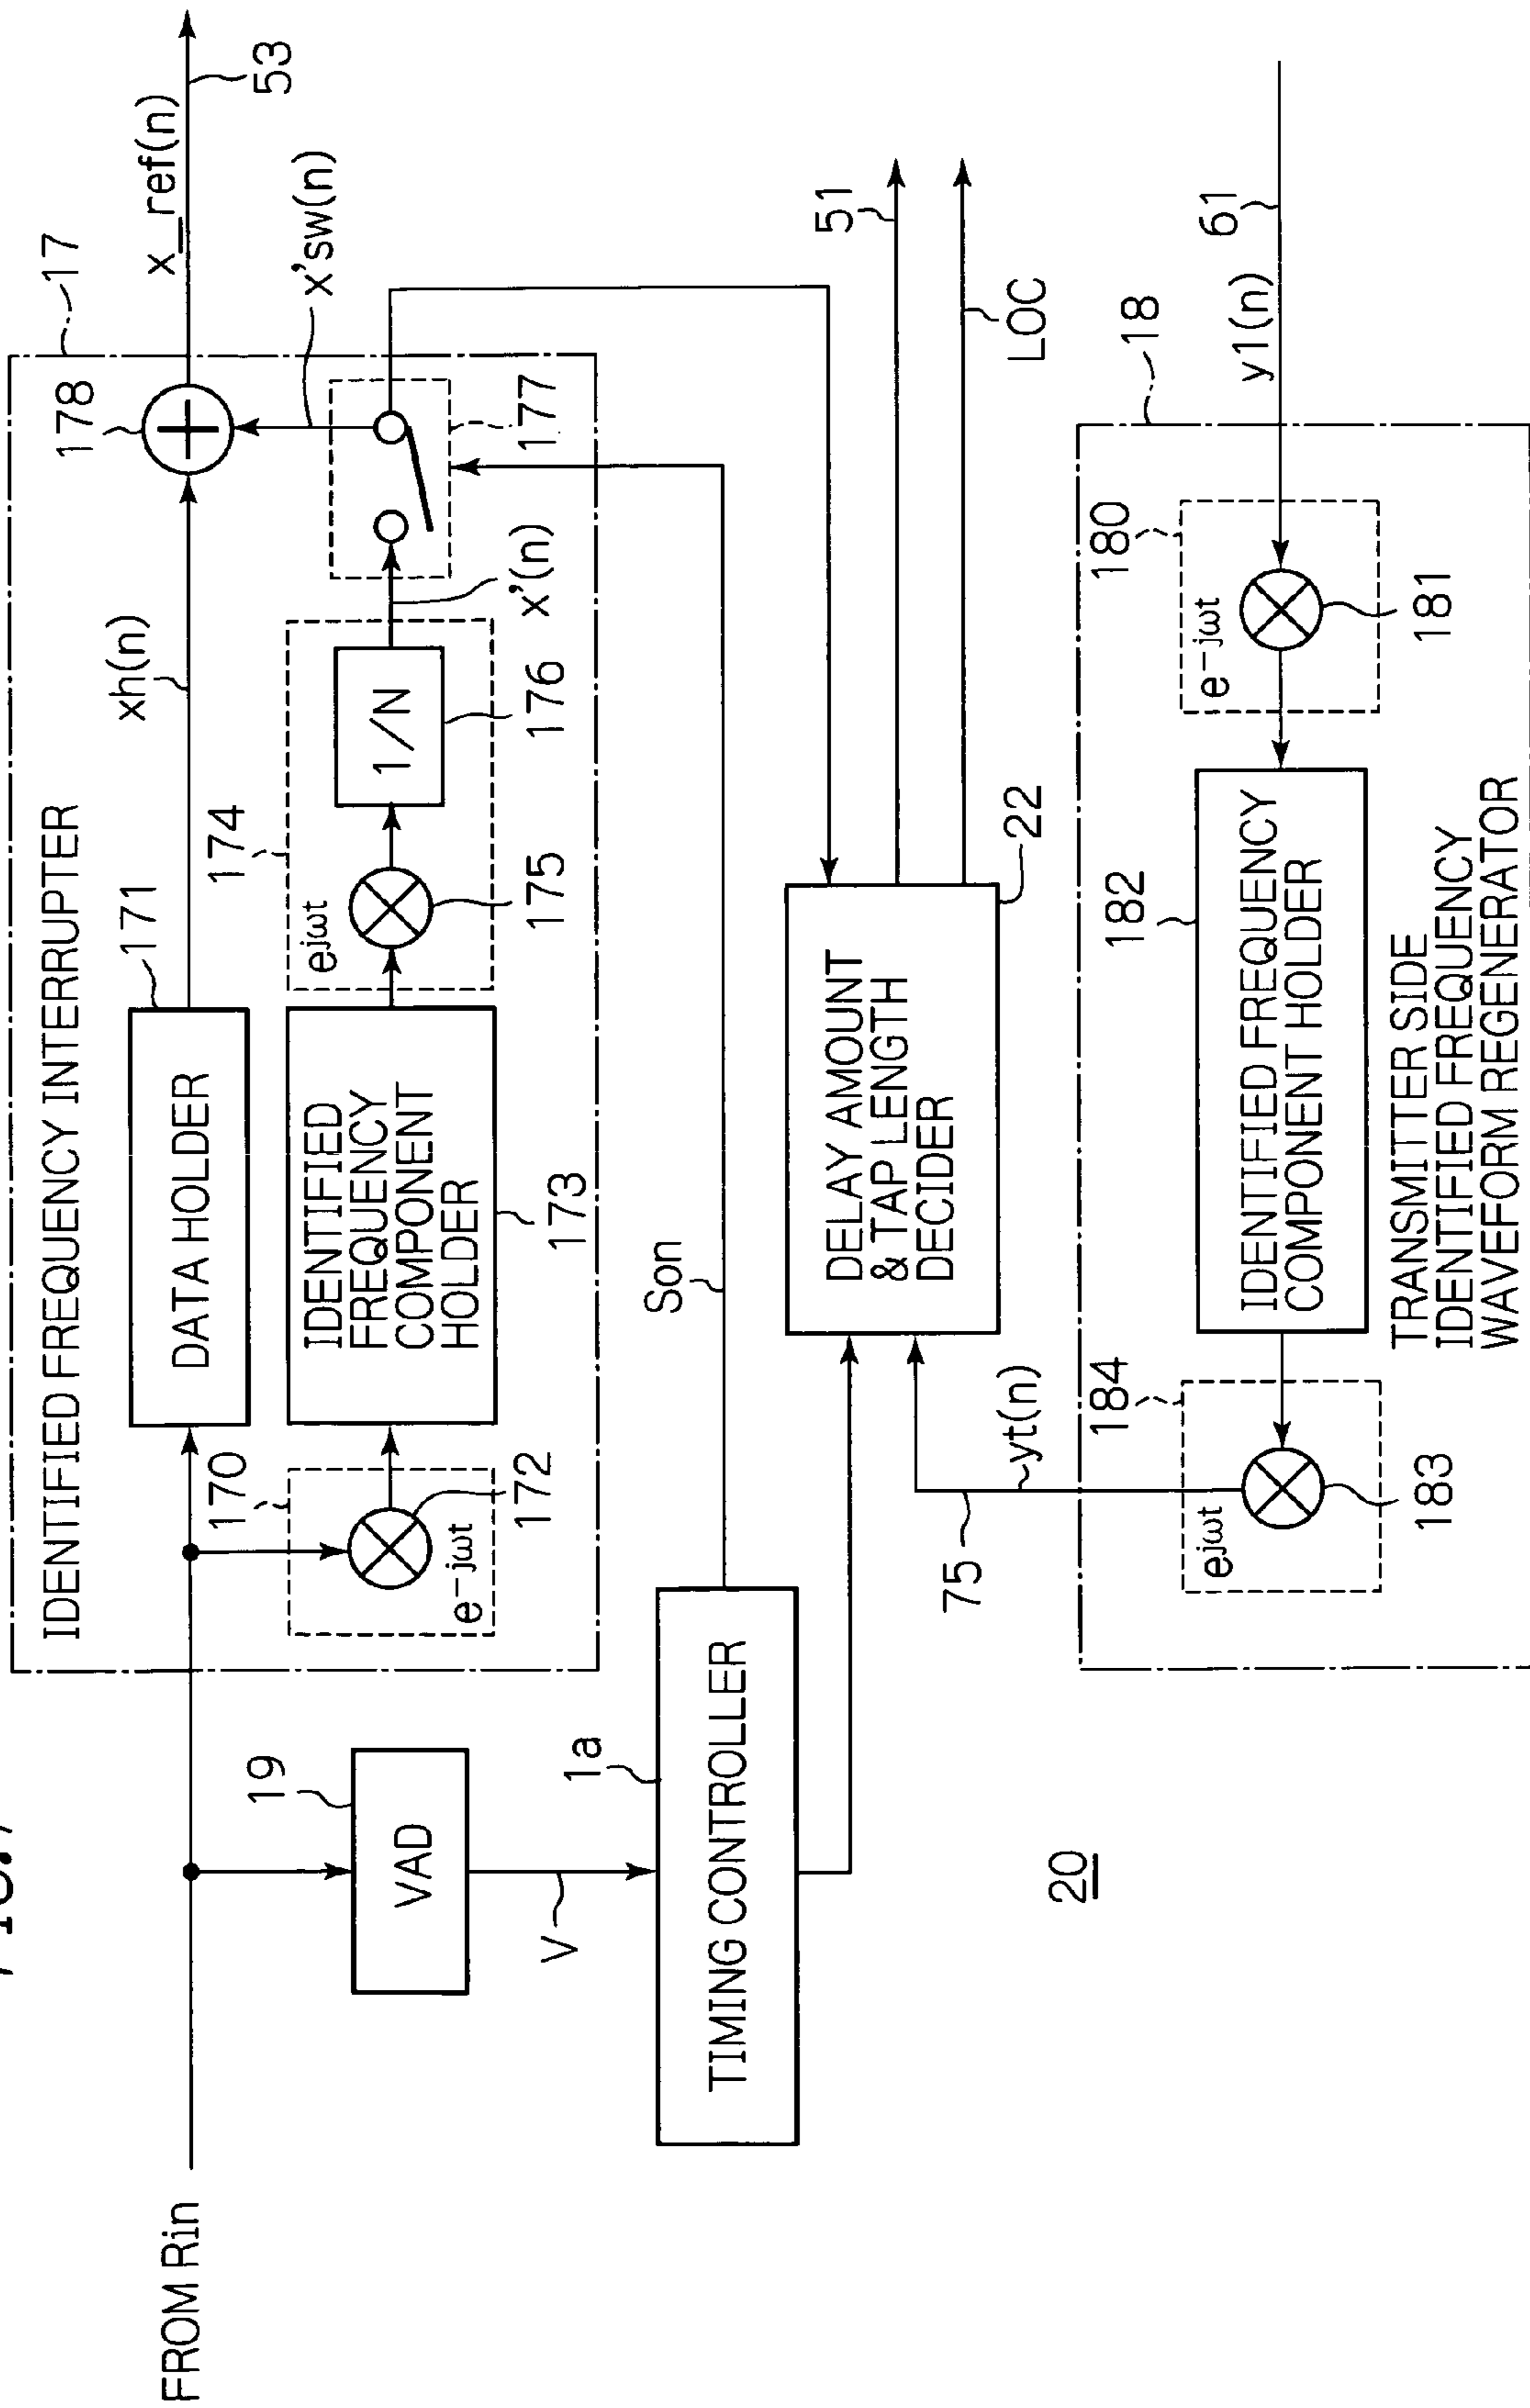 IDENTIFIED FREQUENCY INTERRUPTER
17
FROM Rin
170
172
e-jωt
171
DATA HOLDER
xh(n)
178
x_ref(n)
53
IDENTIFIED
FREQUENCY
COMPONENT
HOLDER
173
174
ejωt
175
1/N
176
x'(n)
177
x'sw(n)
19
VAD
V
1a
TIMING CONTROLLER
Son
DELAY AMOUNT
& TAP LENGTH
DECIDER
22
51
LOC
20
75
yt(n)
18
184
ejωt
183
182
IDENTIFIED FREQUENCY
COMPONENT HOLDER
180
e-jωt
181
y1(n)
61
TRANSMITTER SIDE
IDENTIFIED FREQUENCY
WAVEFORM REGENERATOR